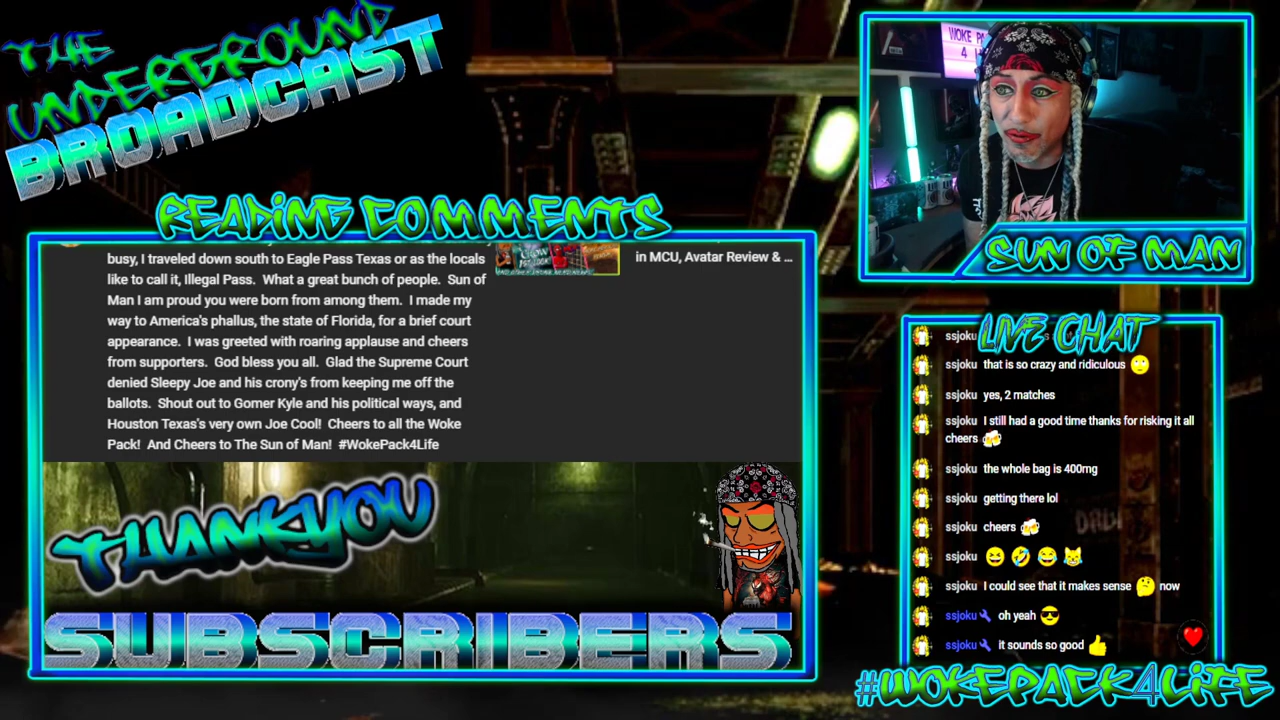 THE
UNDERGROUND
BROADCAST
READING COMMENTS
busy, I traveled down south to Eagle Pass Texas or as the locals
like to call it, Illegal Pass.  What a great bunch of people.  Sun of
Man I am proud you were born from among them.  I made my
way to America's phallus, the state of Florida, for a brief court
appearance.  I was greeted with roaring applause and cheers
from supporters.  God bless you all.  Glad the Supreme Court
denied Sleepy Joe and his crony's from keeping me off the
ballots.  Shout out to Gomer Kyle and his political ways, and
Houston Texas's very own Joe Cool!  Cheers to all the Woke
Pack!  And Cheers to The Sun of Man!  #WokePack4Life
in MCU, Avatar Review & ...
THANKYOU
SUBSCRIBERS
WOKE PA
4 L
SUN OF MAN
LIVE CHAT
ssjoku
ssjoku that is so crazy and ridiculous 🙄
ssjoku yes, 2 matches
ssjoku I still had a good time thanks for risking it all
cheers 🍻
ssjoku the whole bag is 400mg
ssjoku getting there lol
ssjoku cheers 🍻
ssjoku 😆 🤣 😂 😹
ssjoku I could see that it makes sense 🤔 now
ssjoku oh yeah 😎
ssjoku it sounds so good 👍
#WOKEPACK4LIFE